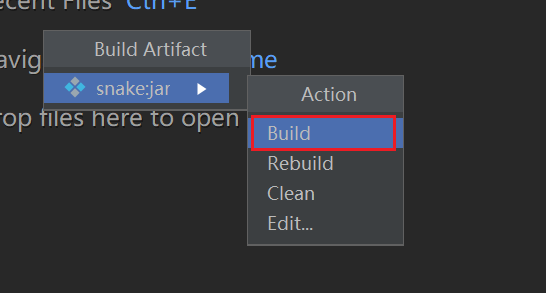 ecent Files Ctrl+E
Build Artifact
avig
me
snake:jar
rop files here to open
Action
Build
Rebuild
Clean
Edit...